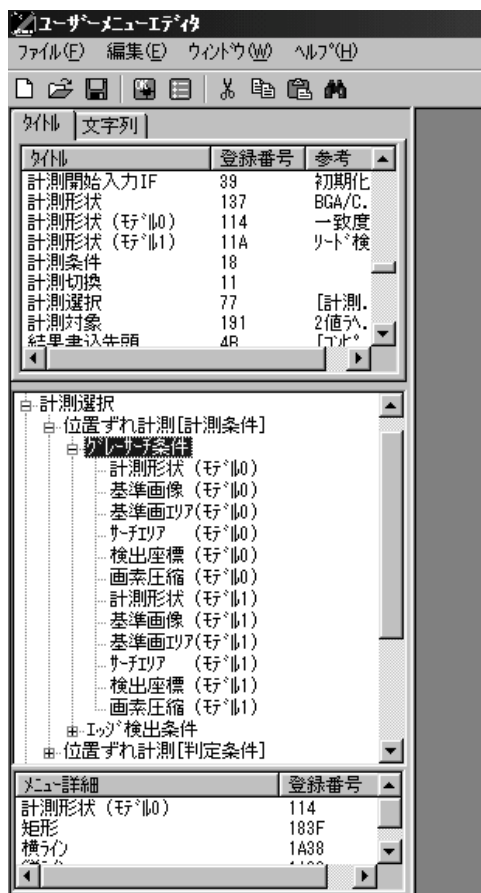 ユーザーメニューエディタ
ファイル(F) 編集(E) ウィンドウ(W) ヘルプ(H)
タイトル 文字列
タイトル 登録番号 参考
計測開始入力IF 39 初期化
計測形状 137 BGA/C.
計測形状 (モデル0) 114 一致度
計測形状 (モデル1) 11A リード検
計測条件 18
計測切換 11
計測選択 77 [計測.
計測対象 191 2値ラベ.
結果書込先頭 4B [コンピ
計測選択
位置ずれ計測[計測条件]
グレーサーチ条件
計測形状 (モデル0)
基準画像 (モデル0)
基準画エリア(モデル0)
サーチエリア (モデル0)
検出座標 (モデル0)
画素圧縮 (モデル0)
計測形状 (モデル1)
基準画像 (モデル1)
基準画エリア(モデル1)
サーチエリア (モデル1)
検出座標 (モデル1)
画素圧縮 (モデル1)
エッジ検出条件
位置ずれ計測[判定条件]
メニュー詳細 登録番号
計測形状 (モデル0) 114
矩形 183F
横ライン 1A38